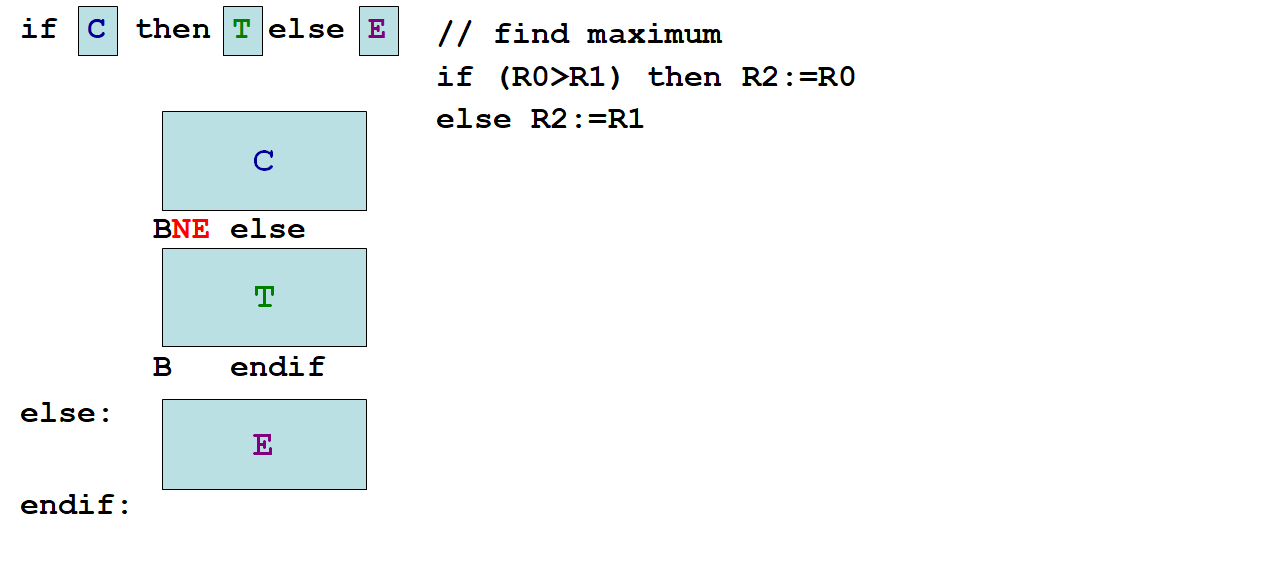 if C then T else E
// find maximum
if (R0>R1) then R2:=R0
else R2:=R1
C
BNE else
T
B endif
else:
E
endif: